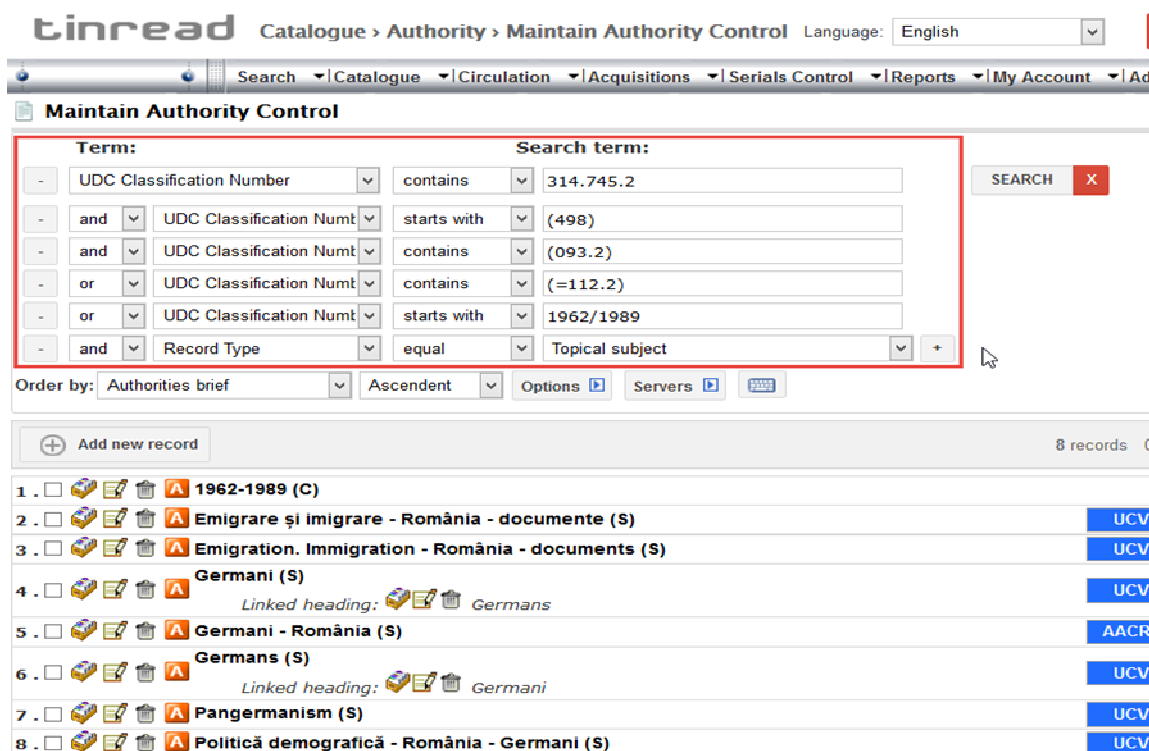 tinread Catalogue › Authority › Maintain Authority Control Language: English
Search Catalogue Circulation Acquisitions Serials Control Reports My Account
Maintain Authority Control
Term: Search term:
- UDC Classification Number contains 314.745.2 SEARCH X
- and UDC Classification Numb starts with (498)
- and UDC Classification Numb contains (093.2)
- or UDC Classification Numb contains (=112.2)
- or UDC Classification Numb starts with 1962/1989
- and Record Type equal Topical subject +
Order by: Authorities brief Ascendent Options Servers
Add new record 8 records
1 . A 1962-1989 (C)
2 . A Emigrare și imigrare - România - documente (S) UCV
3 . A Emigration. Immigration - România - documents (S) UCV
4 . A Germani (S) UCV
Linked heading: Germans
5 . A Germani - România (S) AACR
6 . A Germans (S) UCV
Linked heading: Germani
7 . A Pangermanism (S) UCV
8 . A Politică demografică - România - Germani (S) UCV